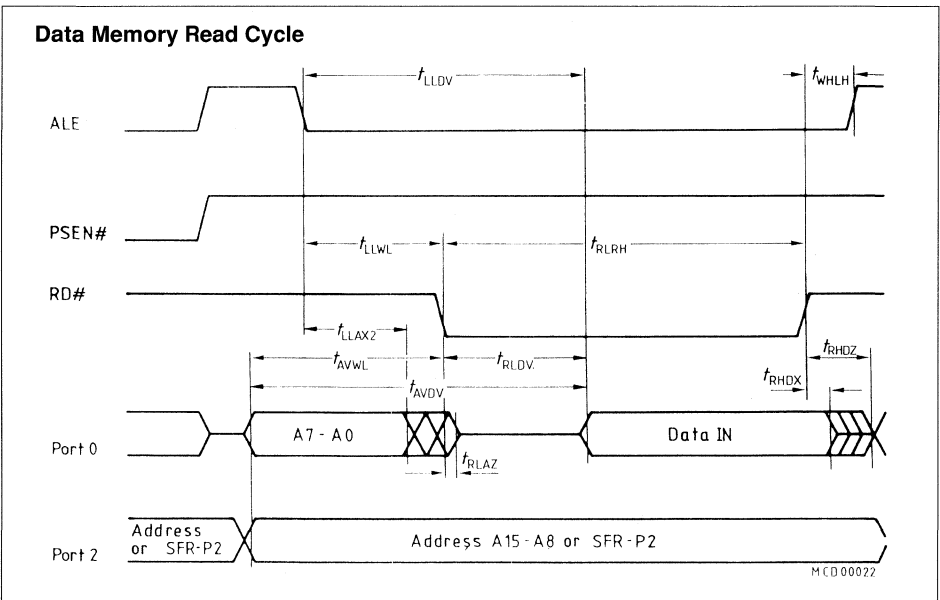 Data Memory Read Cycle
tLLDV
tWHLH
ALE
PSEN#
tLLWL
tRLRH
RD#
tLLAX2
tAVWL
tRLDV
tRHDZ
tAVDV
tRHDX
Port 0
A7 - A0
Data IN
tRLAZ
Port 2
Address
or SFR-P2
Address A15 - A8 or SFR - P2
MCD00022